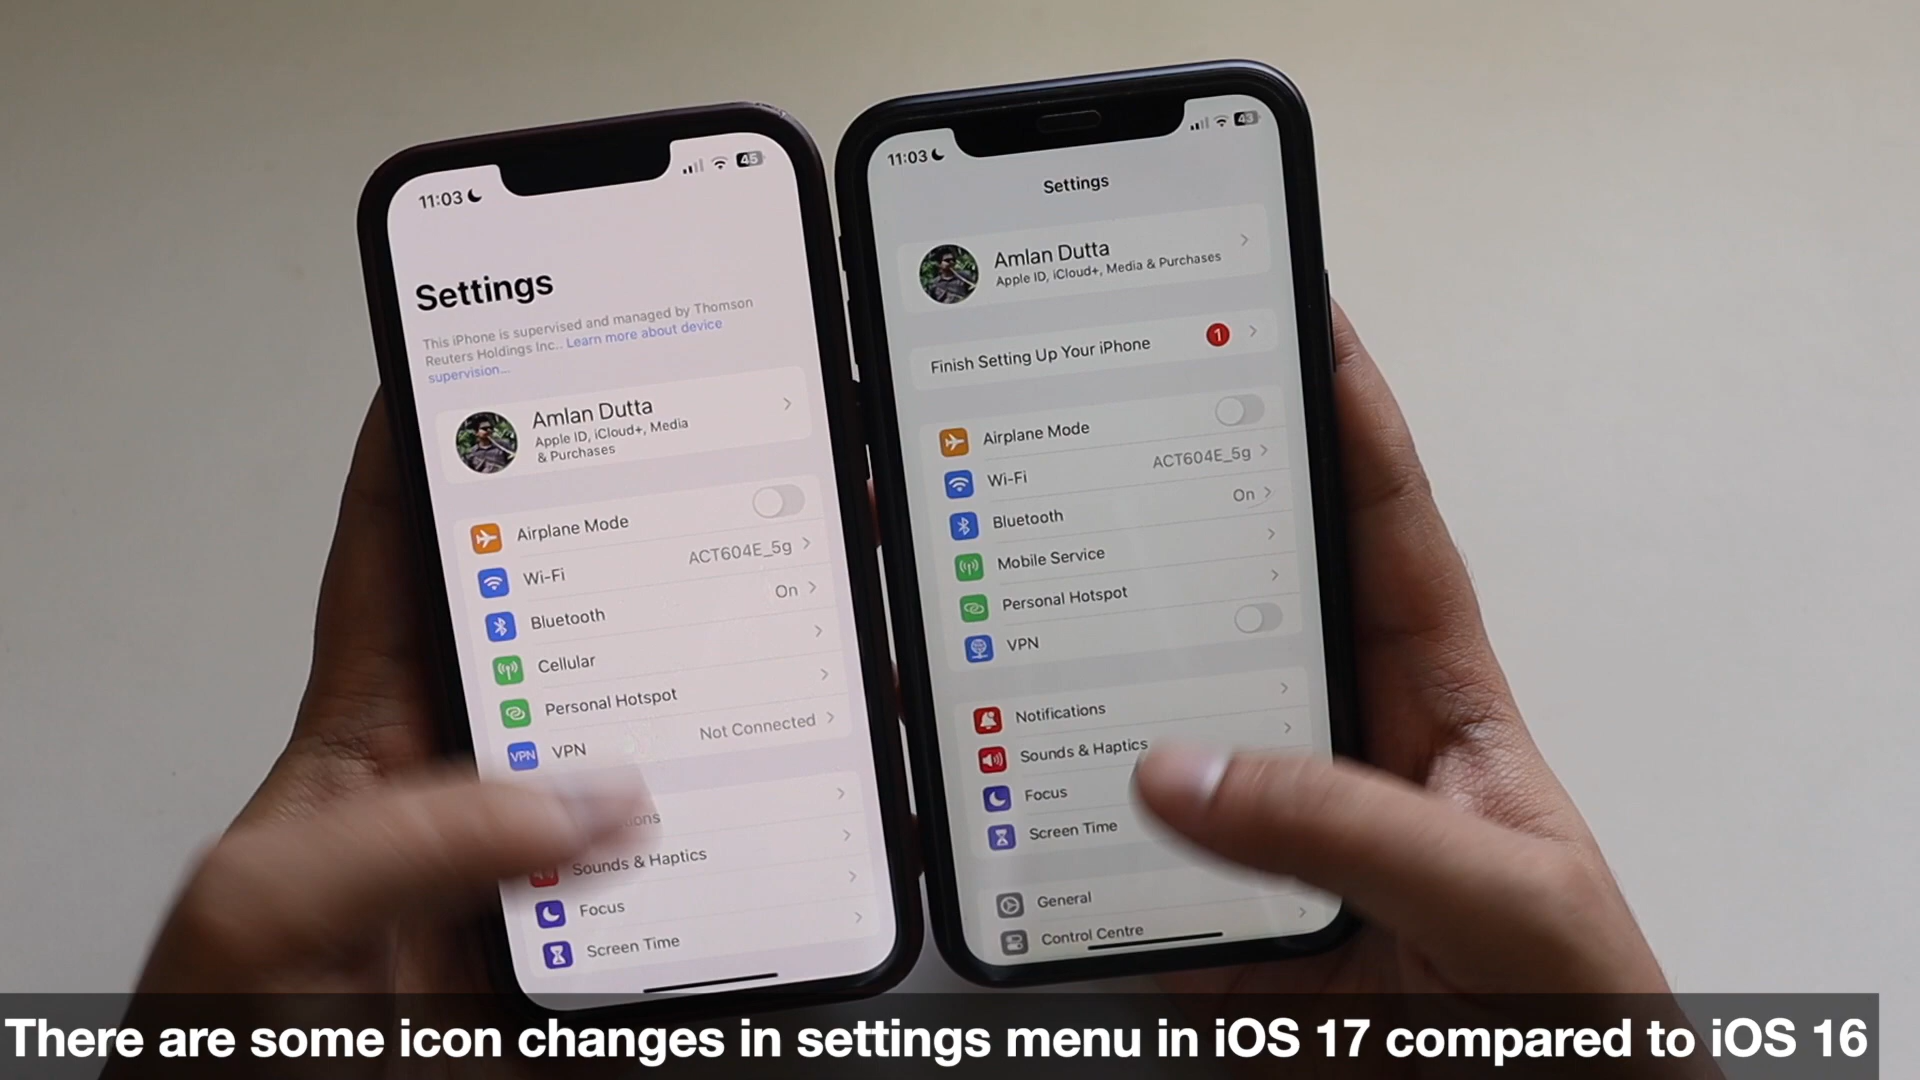 11:03
45
Settings
This iPhone is supervised and managed by Thomson
Reuters Holdings Inc.. Learn more about device
supervision...
Amlan Dutta
Apple ID, iCloud+, Media
& Purchases
Airplane Mode
Wi-Fi ACT604E_5g
Bluetooth On
Cellular
Personal Hotspot
VPN VPN Not Connected
Sounds & Haptics
Focus
Screen Time
11:03
43
Settings
Amlan Dutta
Apple ID, iCloud+, Media & Purchases
Finish Setting Up Your iPhone 1
Airplane Mode
Wi-Fi ACT604E_5g
Bluetooth On
Mobile Service
Personal Hotspot
VPN
Notifications
Sounds & Haptics
Focus
Screen Time
General
Control Centre
There are some icon changes in settings menu in iOS 17 compared to iOS 16